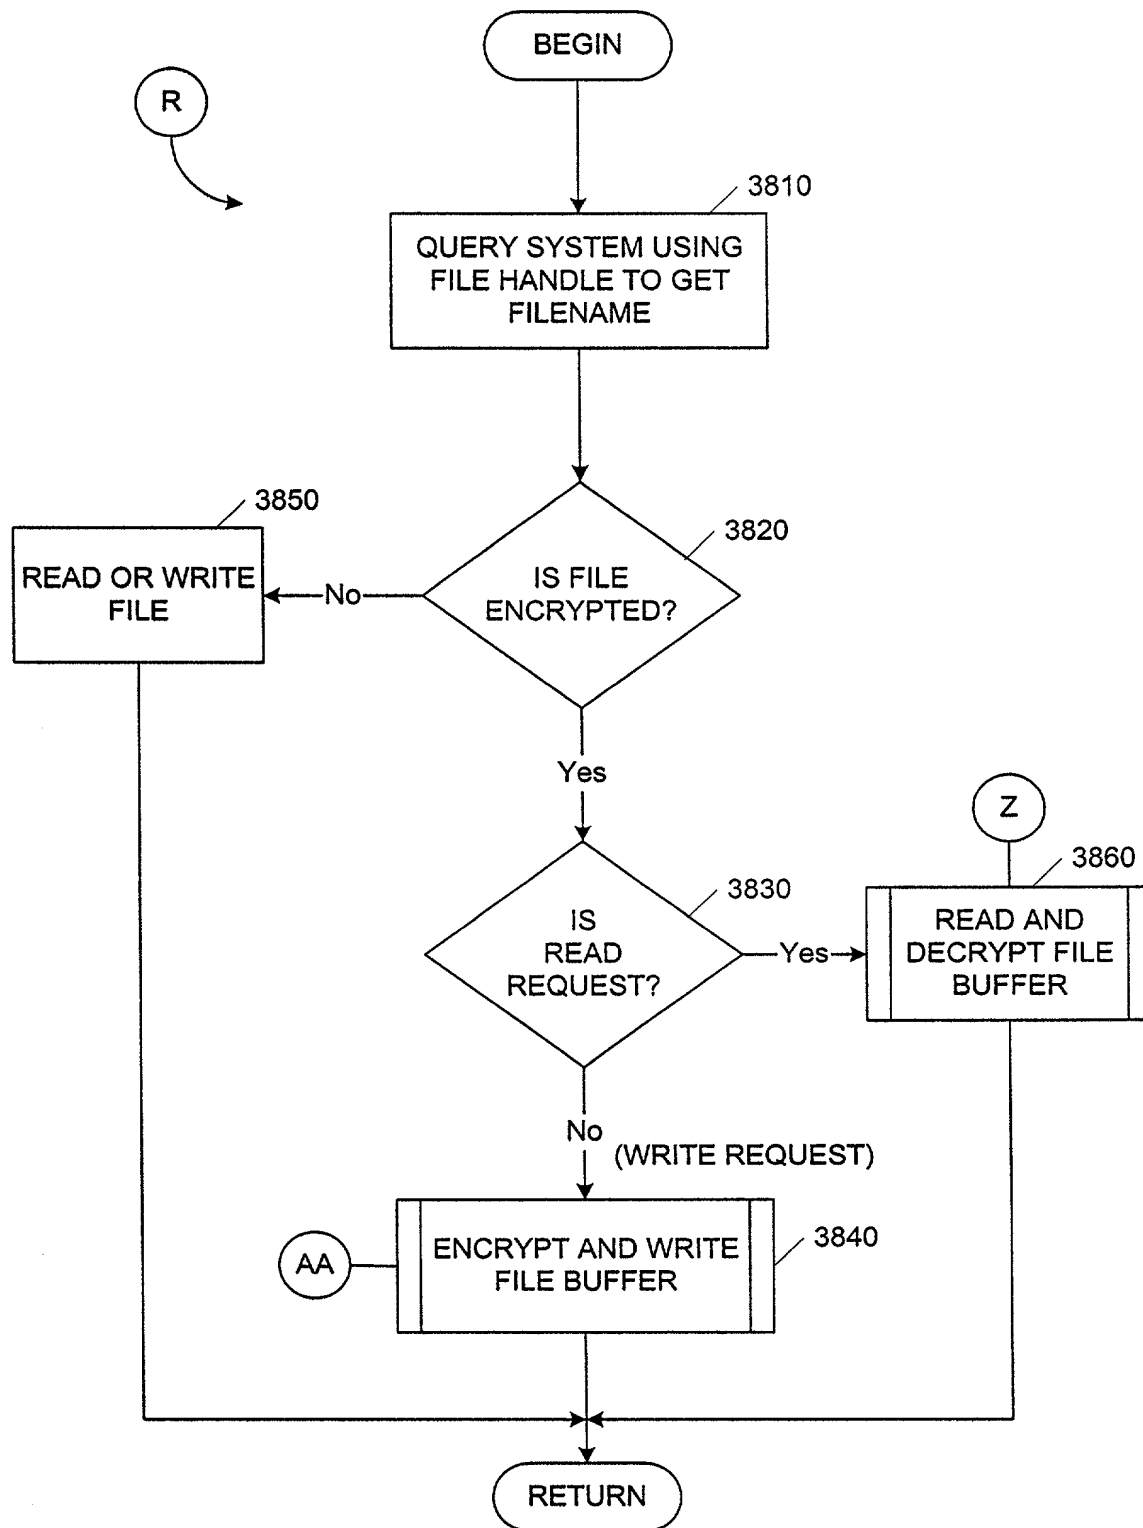 BEGIN
R
3810
QUERY SYSTEM USING
FILE HANDLE TO GET
FILENAME
3850
3820
READ OR WRITE
FILE
No
IS FILE
ENCRYPTED?
Yes
Z
3860
3830
IS
READ
REQUEST?
Yes
READ AND
DECRYPT FILE
BUFFER
No
(WRITE REQUEST)
AA
ENCRYPT AND WRITE
FILE BUFFER
3840
RETURN